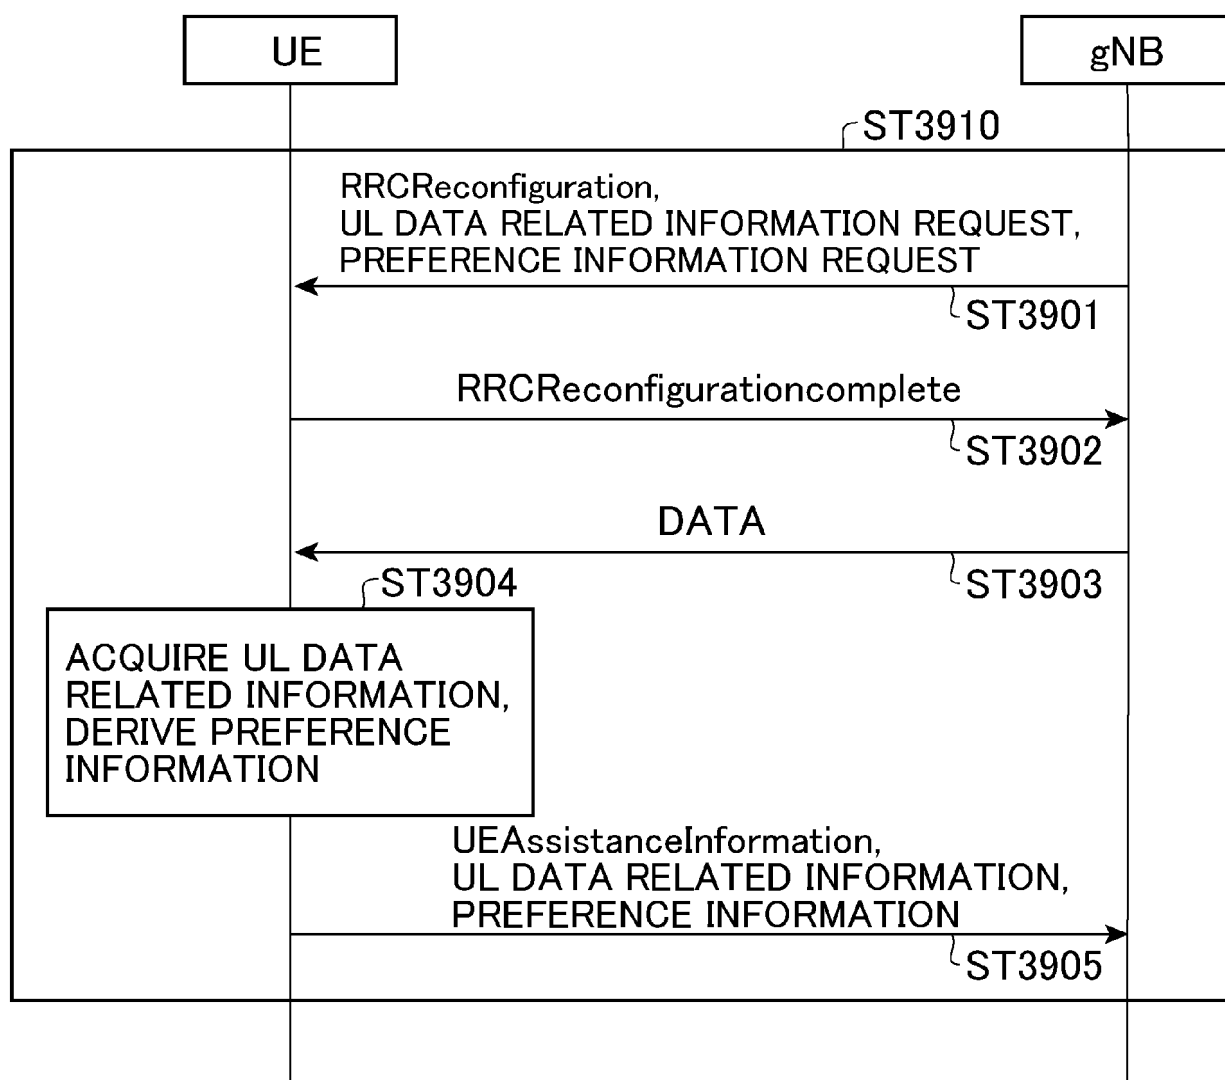 UE
gNB
ST3910
RRCReconfiguration,
UL DATA RELATED INFORMATION REQUEST,
PREFERENCE INFORMATION REQUEST
ST3901
RRCReconfigurationcomplete
ST3902
DATA
ST3903
ST3904
ACQUIRE UL DATA
RELATED INFORMATION,
DERIVE PREFERENCE
INFORMATION
UEAssistanceInformation,
UL DATA RELATED INFORMATION,
PREFERENCE INFORMATION
ST3905